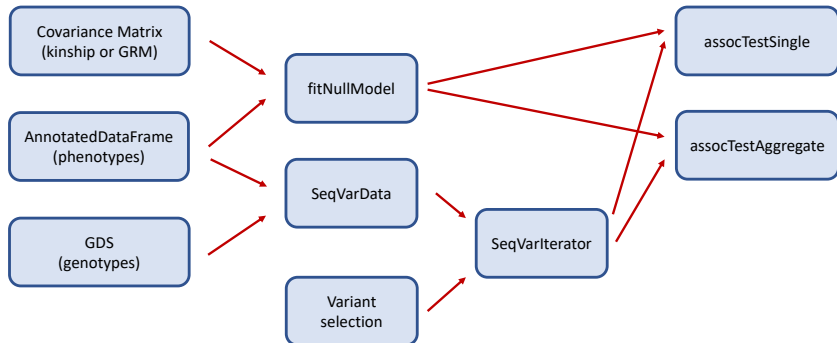 Covariance Matrix
(kinship or GRM)
AnnotatedDataFrame
(phenotypes)
GDS
(genotypes)
fitNullModel
SeqVarData
Variant
selection
SeqVarIterator
assocTestSingle
assocTestAggregate